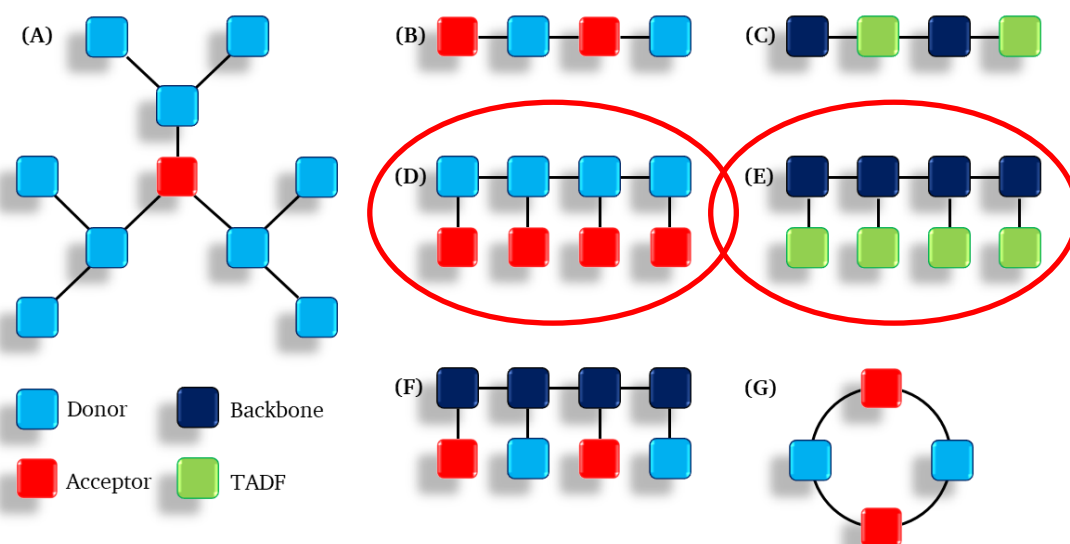 (A)
(B)
(C)
(D)
(E)
(F)
(G)
Donor
Backbone
Acceptor
TADF